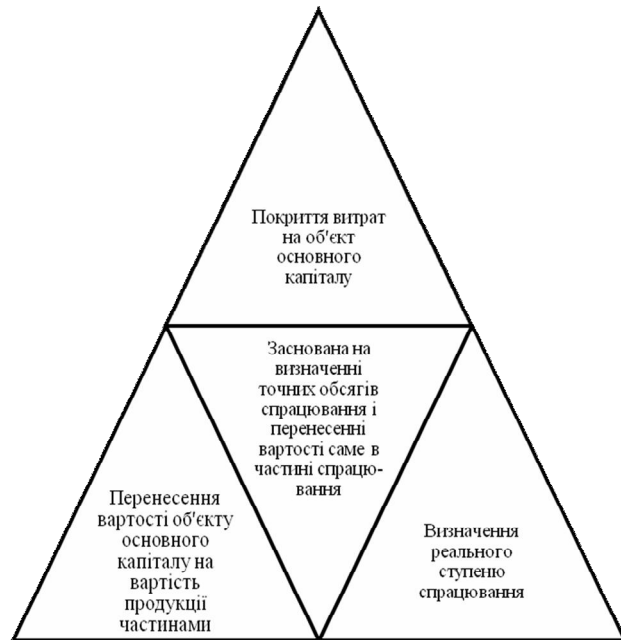 Покриття витрат
на об'єкт
основного
капіталу
Заснована на
визначенні
точних обсягів
спрацювання і
перенесенні
вартості саме в
частині спрацю-
вання
Перенесення
вартості об'єкту
основного
капіталу на
вартість
продукції
частинами
Визначення
реального
ступеню
спрацювання